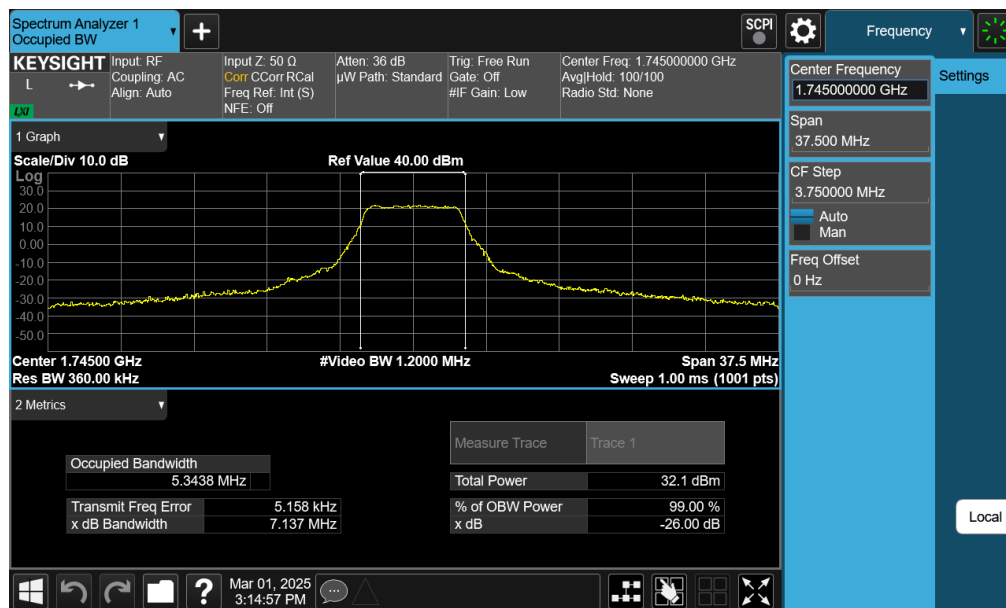 Spectrum Analyzer 1
Occupied BW
+
SCPI
Frequency
KEYSIGHT
L
LXI
Input: RF
Coupling: AC
Align: Auto
Input Z: 50 Ω
Corr CCorr RCal
Freq Ref: Int (S)
NFE: Off
Atten: 36 dB
µW Path: Standard
Trig: Free Run
Gate: Off
#IF Gain: Low
Center Freq: 1.745000000 GHz
Avg|Hold: 100/100
Radio Std: None
Center Frequency
1.745000000 GHz
Settings
Span
37.500 MHz
CF Step
3.750000 MHz
Auto
Man
Freq Offset
0 Hz
1 Graph
Scale/Div 10.0 dB
Ref Value 40.00 dBm
Log
30.0
20.0
10.0
0.00
-10.0
-20.0
-30.0
-40.0
-50.0
Center 1.74500 GHz
#Video BW 1.2000 MHz
Span 37.5 MHz
Res BW 360.00 kHz
Sweep 1.00 ms (1001 pts)
2 Metrics
Measure Trace
Trace 1
Occupied Bandwidth
5.3438 MHz
Total Power
32.1 dBm
Transmit Freq Error
5.158 kHz
% of OBW Power
99.00 %
x dB Bandwidth
7.137 MHz
x dB
-26.00 dB
Local
?
Mar 01, 2025
3:14:57 PM